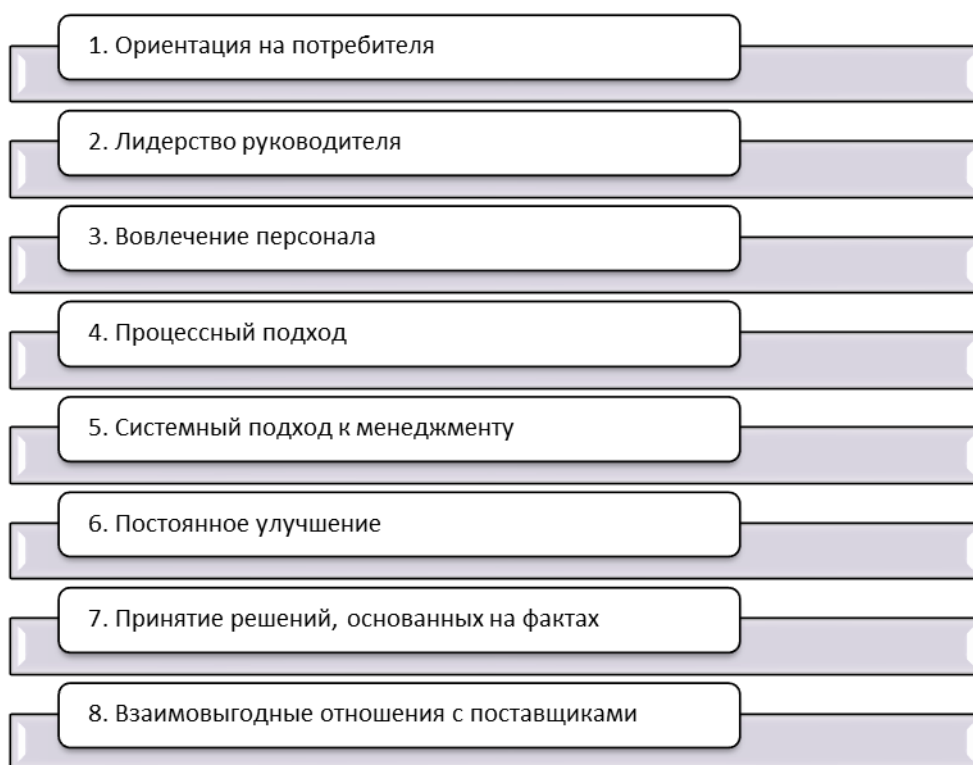 1. Ориентация на потребителя
2. Лидерство руководителя
3. Вовлечение персонала
4. Процессный подход
5. Системный подход к менеджменту
6. Постоянное улучшение
7. Принятие решений, основанных на фактах
8. Взаимовыгодные отношения с поставщиками